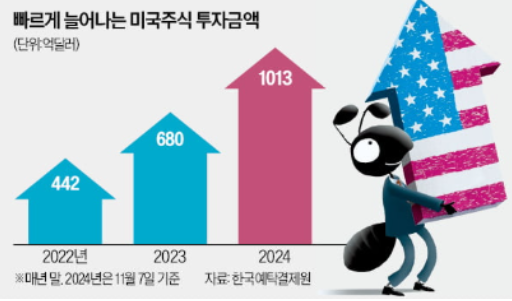 빠르게 늘어나는 미국주식 투자금액
(단위:억달러)
1013
680
442
2022년 2023 2024
※매년 말, 2024년은 11월 7일 기준 자료: 한국예탁결제원